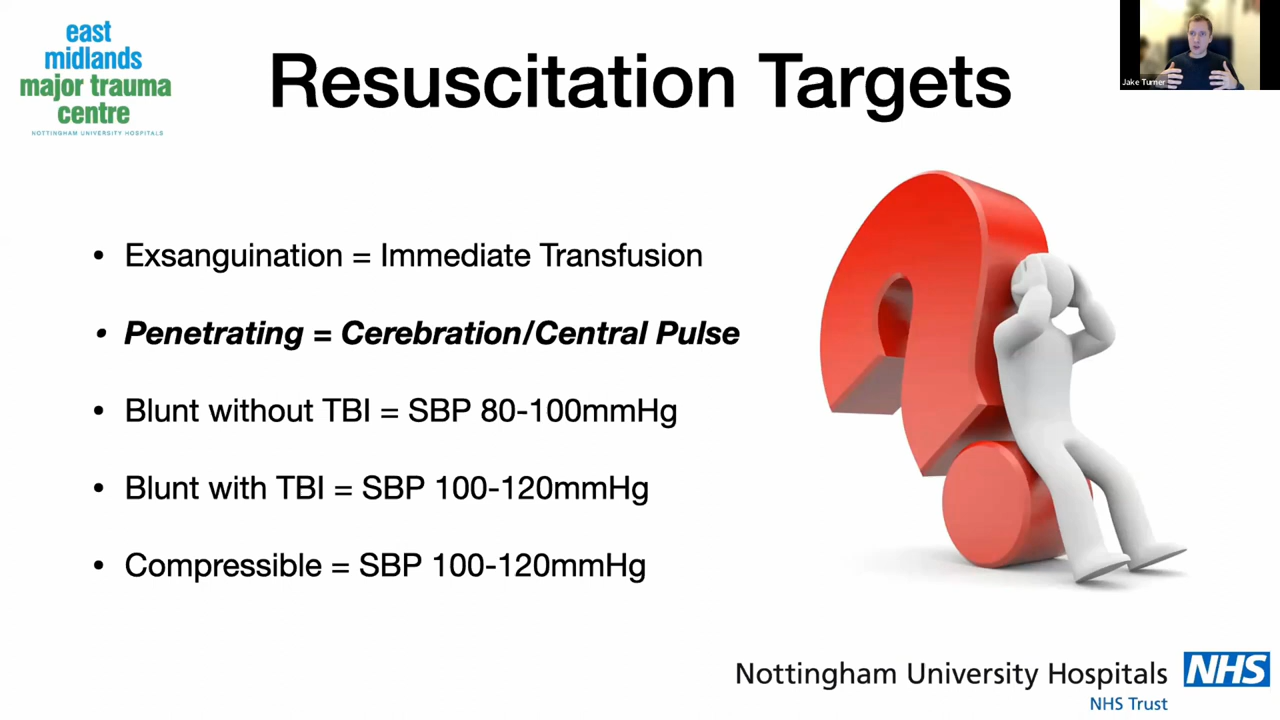 east
midlands
major trauma
centre
NOTTINGHAM UNIVERSITY HOSPITALS
Resuscitation Targets
Jake Turner
• Exsanguination = Immediate Transfusion
• Penetrating = Cerebration/Central Pulse
• Blunt without TBI = SBP 80-100mmHg
• Blunt with TBI = SBP 100-120mmHg
• Compressible = SBP 100-120mmHg
Nottingham University Hospitals NHS
NHS Trust